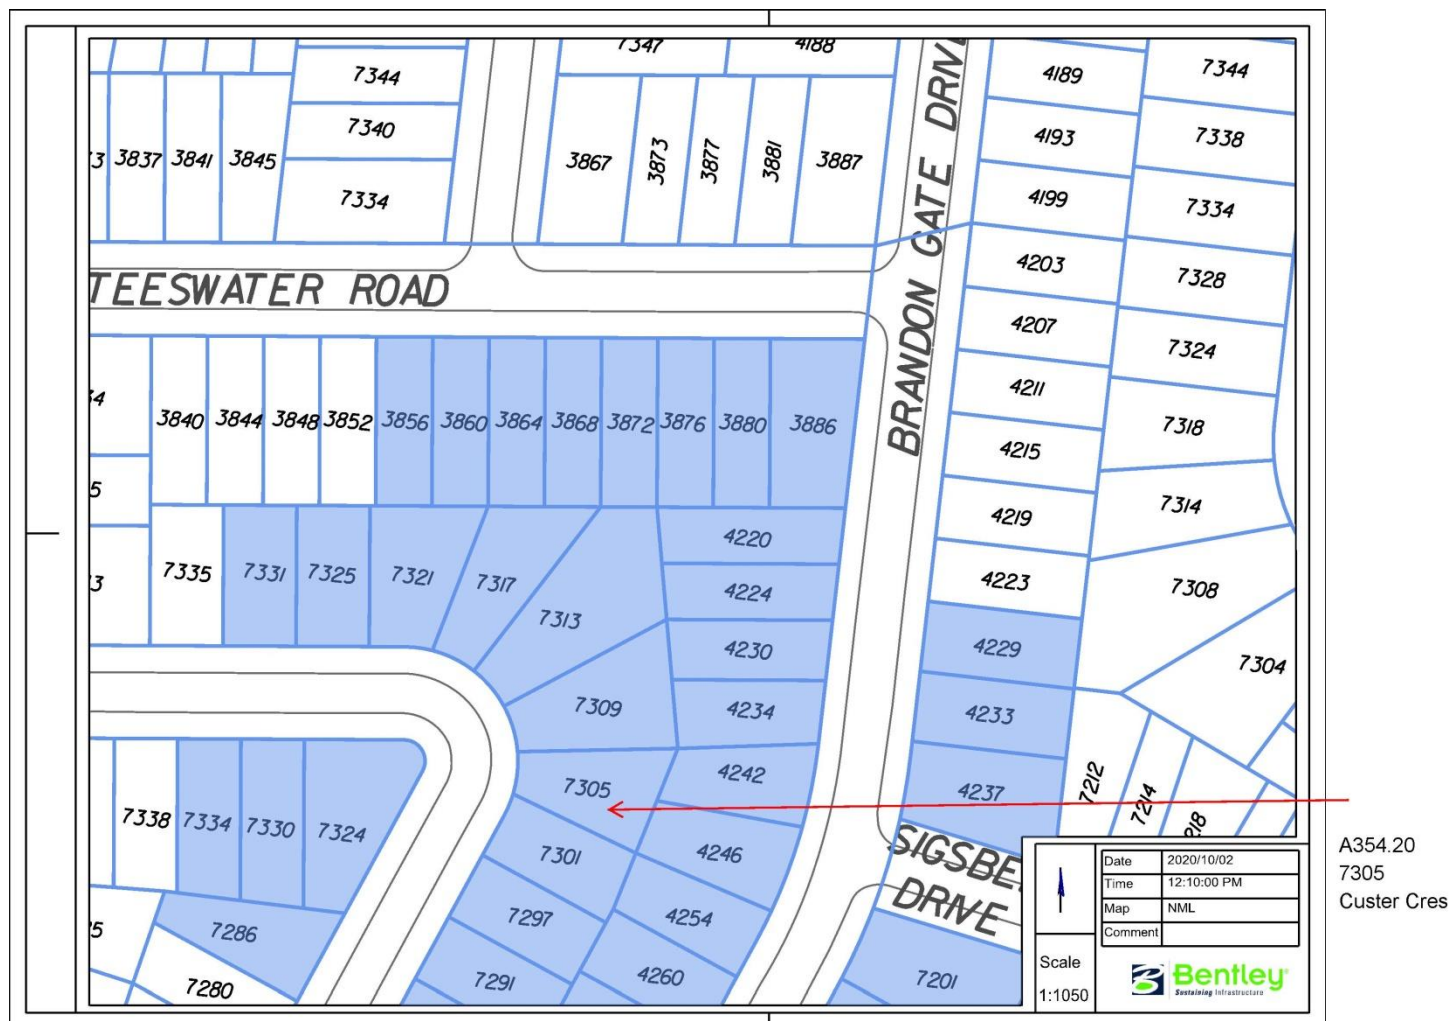 7347 4188
7344 4189 7344
7340 4193 7338
3837 3841 3845 3867 3873 3877 3881 3887
7334 4199 7334
BRANDON GATE DRIVE
4203 7328
TEESWATER ROAD
4207 7324
4211
3840 3844 3848 3852 3856 3860 3864 3868 3872 3876 3880 3886 7318
4215
4219 7314
4220
7335 7331 7325 7321 7317 4224 4223 7308
7313
4230 4229 7304
7309 4234 4233
7305 4242 4237 7212 7214
7338 7334 7330 7324
7301 4246
SIGSBE
DRIVE
7297 4254
7286
7291 4260 7201
7280
Date 2020/10/02
Time 12:10:00 PM
Map NML
Comment
Scale
1:1050
Bentley
Sustaining Infrastructure
A354.20
7305
Custer Cres